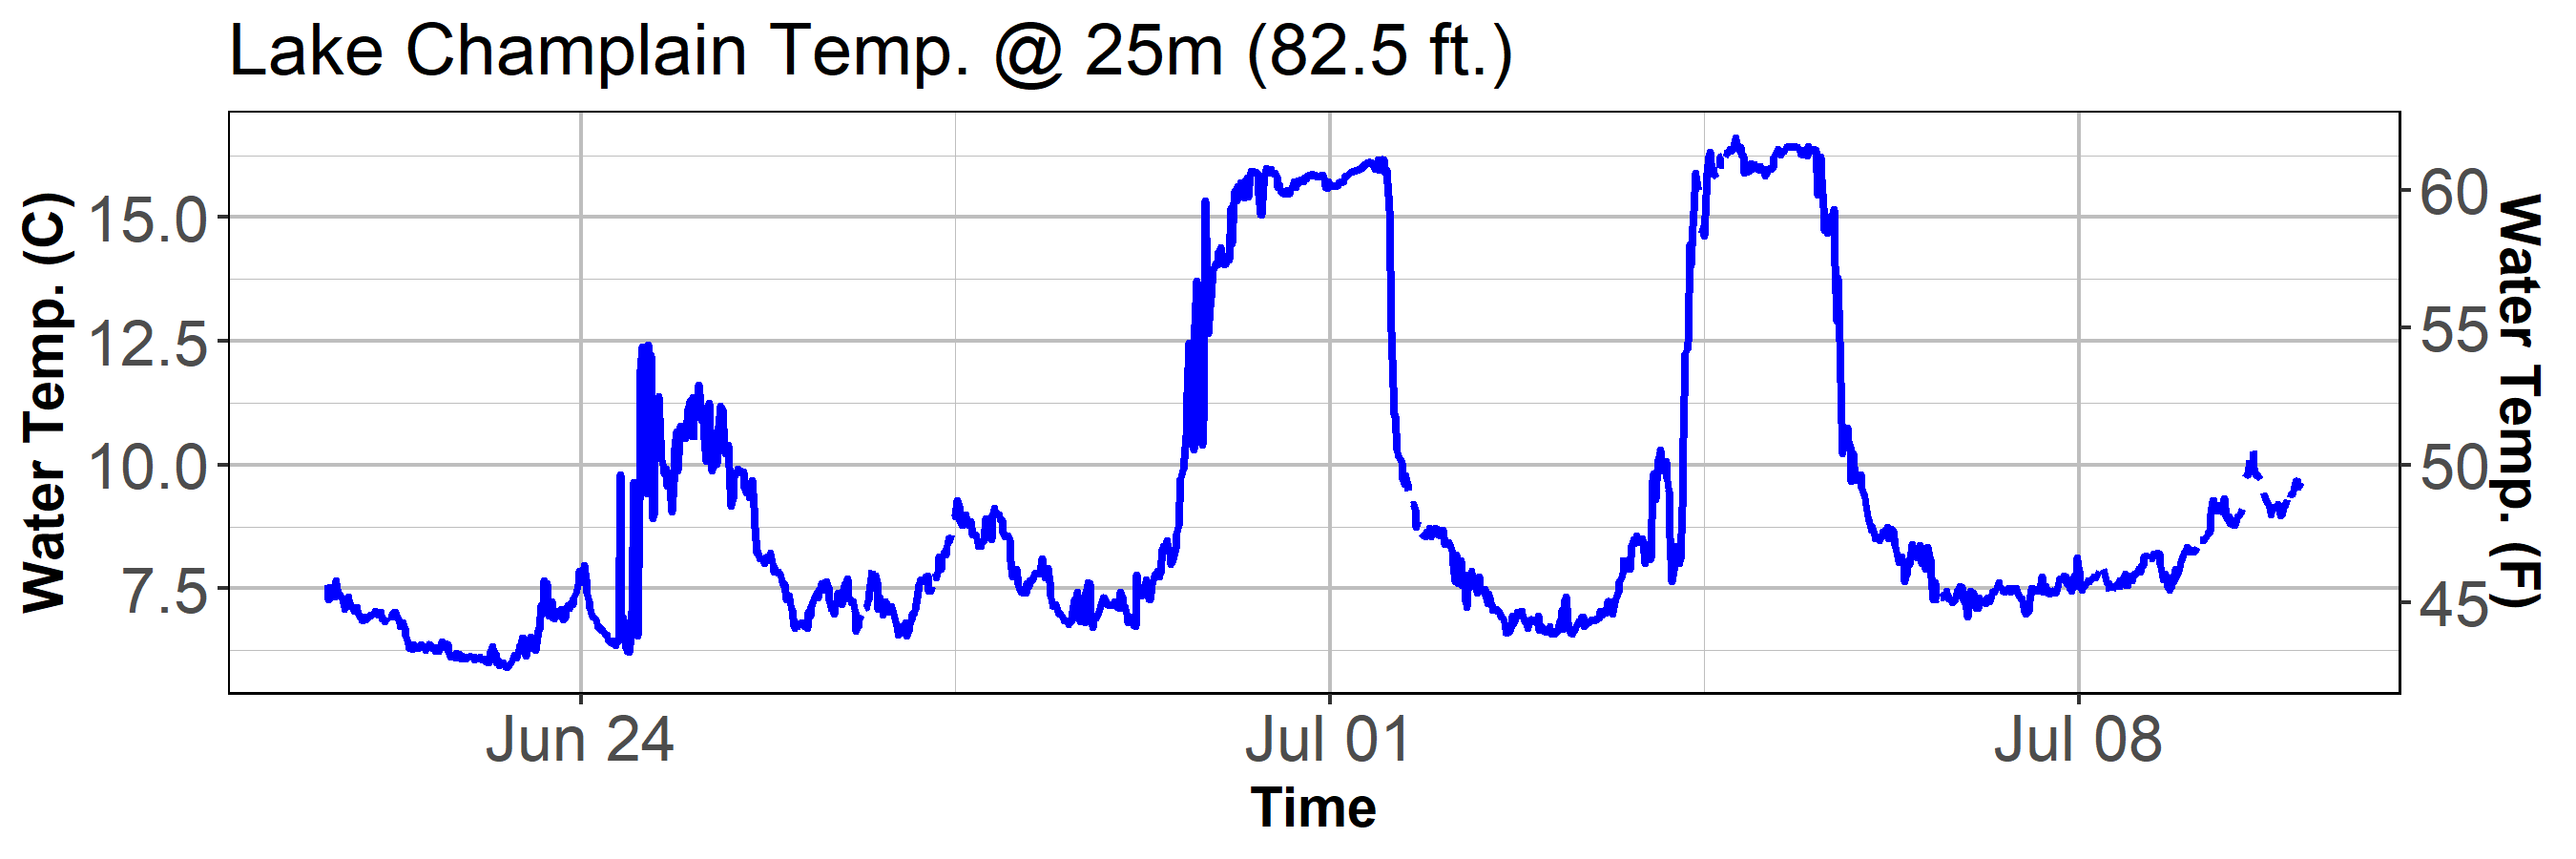 Lake Champlain Temp. @ 25m (82.5 ft.)
Water Temp. (C)
15.0
12.5
10.0
7.5
60
55
50
45
Water Temp. (F)
Jun 24
Jul 01
Jul 08
Time